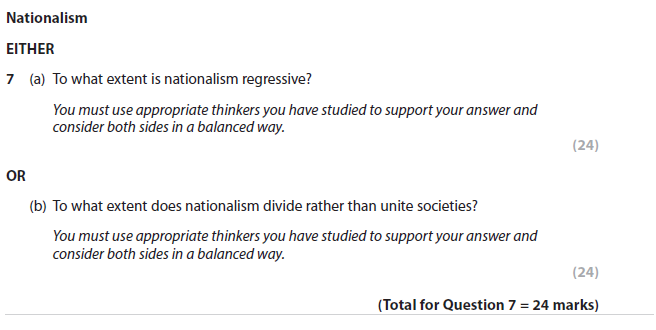 Nationalism
EITHER
7 (a) To what extent is nationalism regressive?
You must use appropriate thinkers you have studied to support your answer and
consider both sides in a balanced way.
(24)
OR
(b) To what extent does nationalism divide rather than unite societies?
You must use appropriate thinkers you have studied to support your answer and
consider both sides in a balanced way.
(24)
(Total for Question 7 = 24 marks)